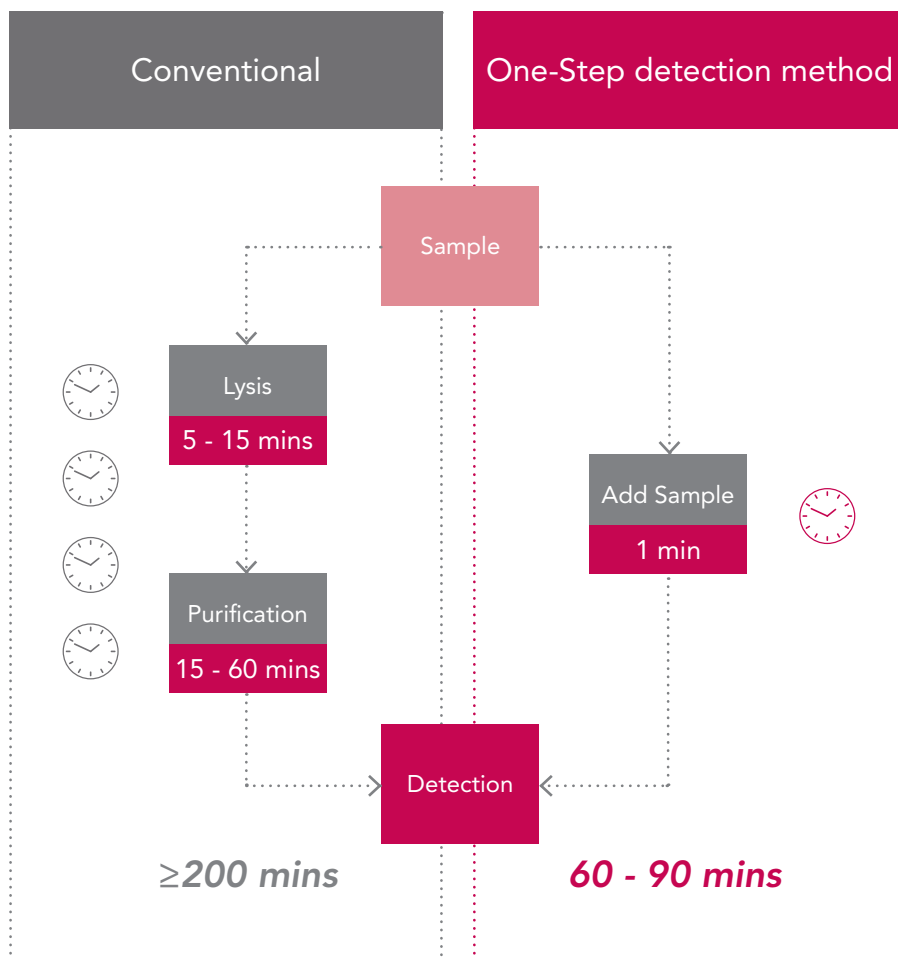 Conventional
One-Step detection method
Sample
Lysis
5 - 15 mins
Add Sample
1 min
Purification
15 - 60 mins
Detection
≥200 mins
60 - 90 mins